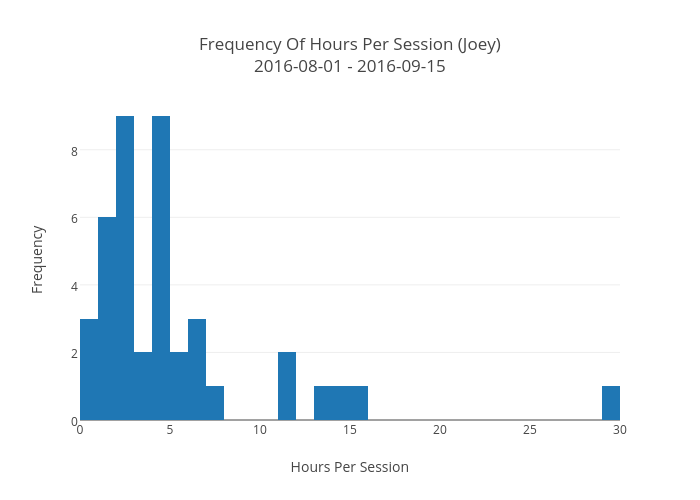 Frequency Of Hours Per Session (Joey)
2016-08-01 - 2016-09-15
8
6
4
2
0
Frequency
0 5 10 15 20 25 30
Hours Per Session